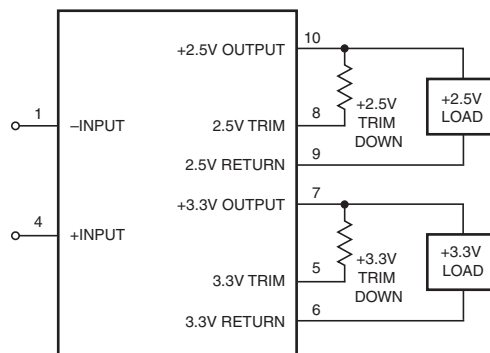 +2.5V OUTPUT
10
1
–INPUT
2.5V TRIM
8
+2.5V
TRIM
DOWN
+2.5V
LOAD
2.5V RETURN
9
+3.3V OUTPUT
7
4
+INPUT
3.3V TRIM
5
+3.3V
TRIM
DOWN
+3.3V
LOAD
3.3V RETURN
6